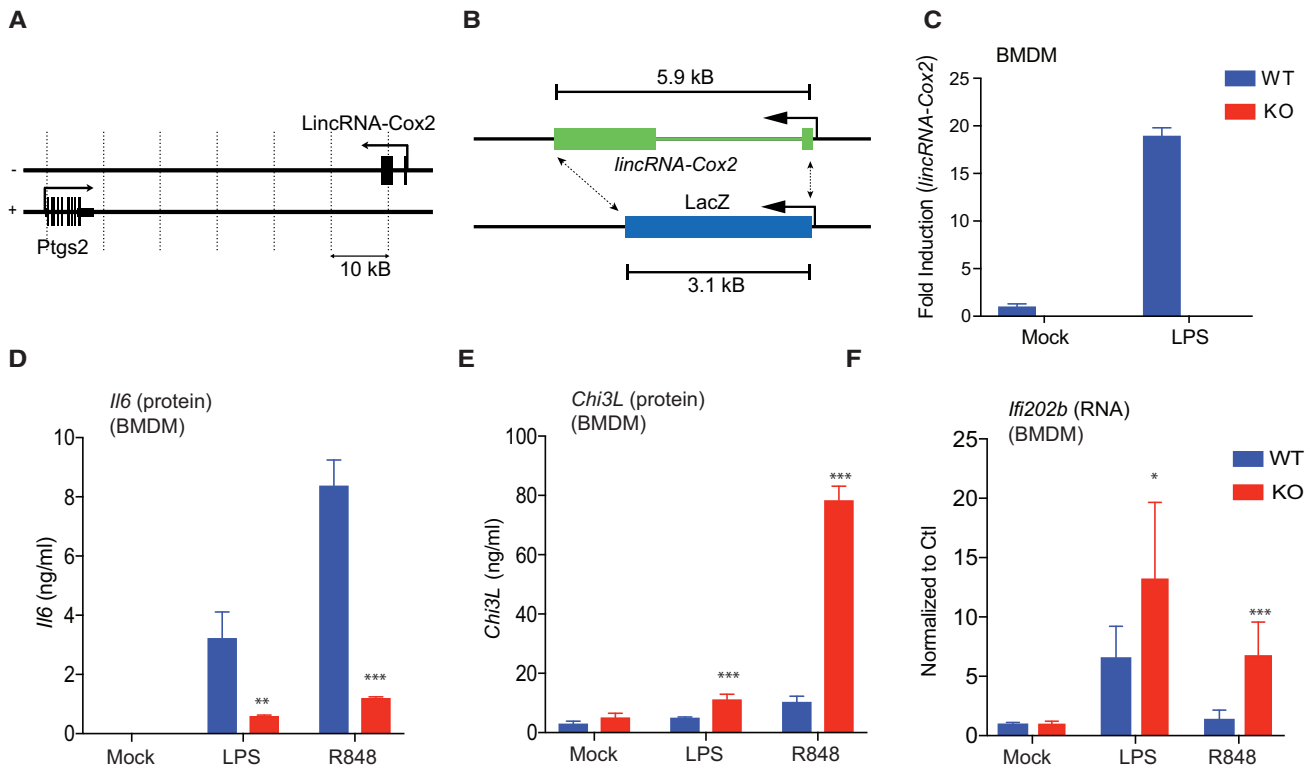 A
LincRNA-Cox2
-
+
Ptgs2
10 kB
B
5.9 kB
lincRNA-Cox2
LacZ
3.1 kB
C
BMDM
WT
KO
Fold Induction (lincRNA-Cox2)
25
20
15
10
5
0
Mock LPS
D
Il6 (protein)
(BMDM)
Il6 (ng/ml)
10
8
6
4
2
0
**
***
Mock LPS R848
E
Chi3L (protein)
(BMDM)
Chi3L (ng/ml)
100
80
60
40
20
0
***
***
Mock LPS R848
F
Ifi202b (RNA)
(BMDM)
WT
KO
Normalized to Ctl
25
20
15
10
5
0
*
***
Mock LPS R848